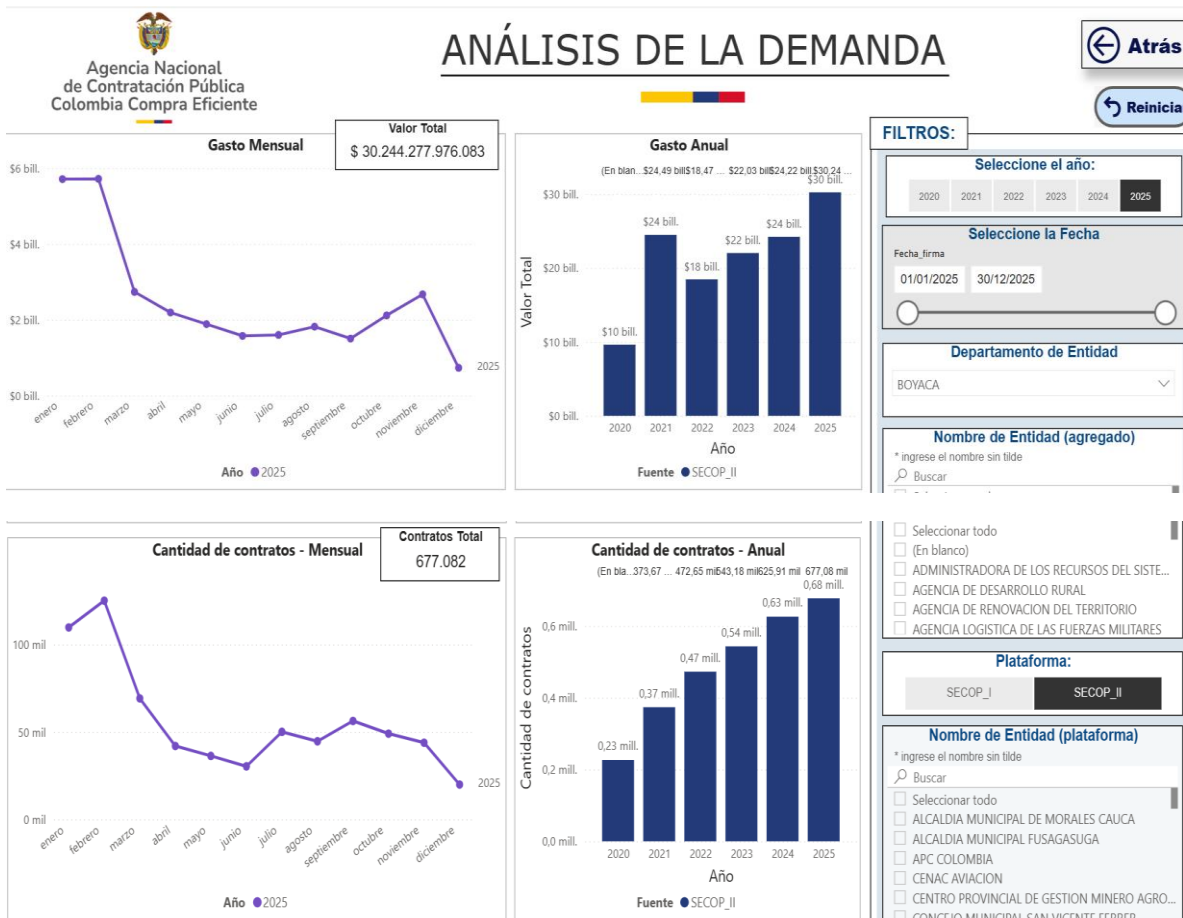 Agencia Nacional
de Contratación Pública
Colombia Compra Eficiente
ANÁLISIS DE LA DEMANDA
Atrás
Reinicia
Gasto Mensual
Valor Total
$ 30.244.277.976.083
$6 bill.
$4 bill.
$2 bill.
$0 bill.
2025
enero
febrero
marzo
abril
mayo
junio
julio
agosto
septiembre
octubre
noviembre
diciembre
Año 2025
Gasto Anual
(En blan... $24,49 bill $18,47 ... $22,03 bill $24,22 bill $30,24 ...
Valor Total
$30 bill.
$20 bill.
$10 bill.
$0 bill.
$10 bill.
$24 bill.
$18 bill.
$22 bill.
$24 bill.
$30 bill.
2020 2021 2022 2023 2024 2025
Año
Fuente SECOP_II
FILTROS:
Seleccione el año:
2020 2021 2022 2023 2024 2025
Seleccione la Fecha
Fecha_firma
01/01/2025 30/12/2025
Departamento de Entidad
BOYACA
Nombre de Entidad (agregado)
* ingrese el nombre sin tilde
Buscar
Cantidad de contratos - Mensual
Contratos Total
677.082
100 mil
50 mil
0 mil
2025
enero
febrero
marzo
abril
mayo
junio
julio
agosto
septiembre
octubre
noviembre
diciembre
Año 2025
Cantidad de contratos - Anual
(En bla... 373,67 ... 472,65 mil 543,18 mil 625,91 mil 677,08 mil
Cantidad de contratos
0,6 mill.
0,4 mill.
0,2 mill.
0,0 mill.
0,23 mill.
0,37 mill.
0,47 mill.
0,54 mill.
0,63 mill.
0,68 mill.
2020 2021 2022 2023 2024 2025
Año
Fuente SECOP_II
Seleccionar todo
(En blanco)
ADMINISTRADORA DE LOS RECURSOS DEL SISTE...
AGENCIA DE DESARROLLO RURAL
AGENCIA DE RENOVACION DEL TERRITORIO
AGENCIA LOGISTICA DE LAS FUERZAS MILITARES
Plataforma:
SECOP_I SECOP_II
Nombre de Entidad (plataforma)
* ingrese el nombre sin tilde
Buscar
Seleccionar todo
ALCALDIA MUNICIPAL DE MORALES CAUCA
ALCALDIA MUNICIPAL FUSAGASUGA
APC COLOMBIA
CENAC AVIACION
CENTRO PROVINCIAL DE GESTION MINERO AGRO...
CONCEJO MUNICIPAL SAN VICENTE FERRER